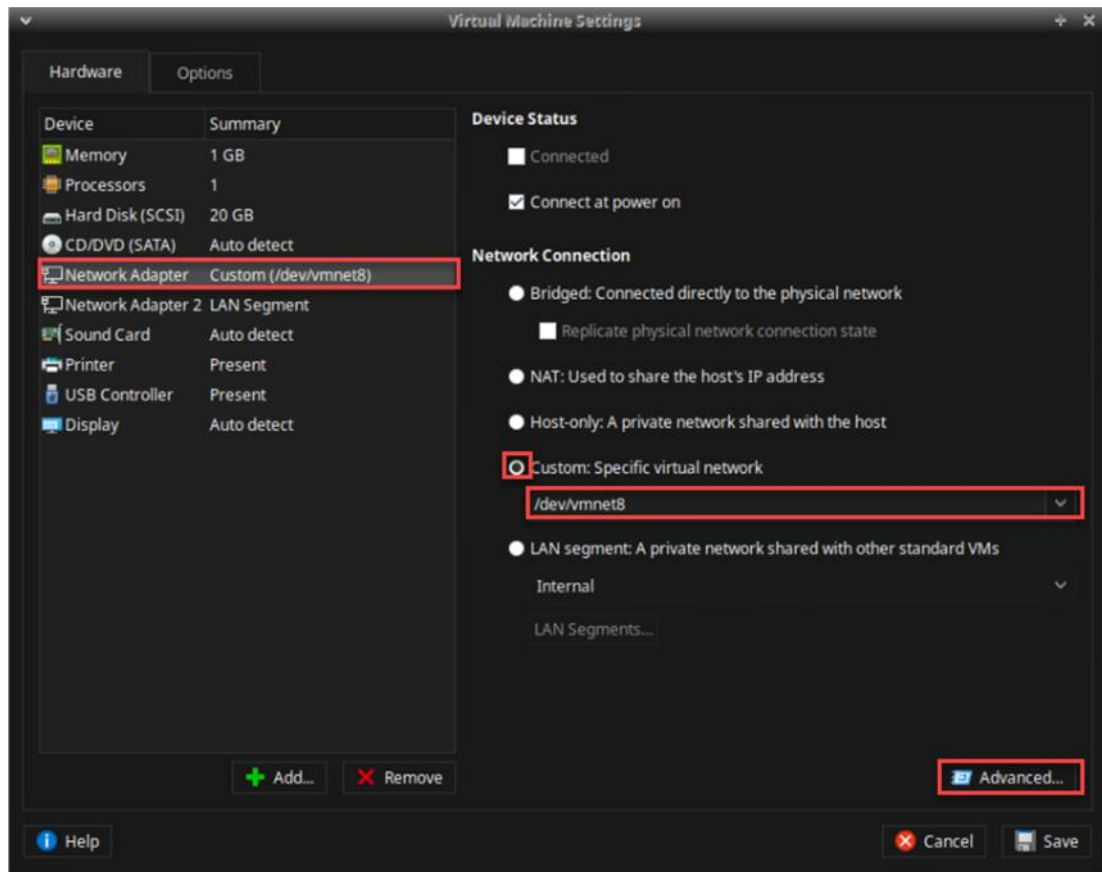 Virtual Machine Settings
Hardware Options
Device Summary
Memory 1 GB
Processors 1
Hard Disk (SCSI) 20 GB
CD/DVD (SATA) Auto detect
Network Adapter Custom (/dev/vmnet8)
Network Adapter 2 LAN Segment
Sound Card Auto detect
Printer Present
USB Controller Present
Display Auto detect
Add... Remove
Device Status
Connected
Connect at power on
Network Connection
Bridged: Connected directly to the physical network
Replicate physical network connection state
NAT: Used to share the host's IP address
Host-only: A private network shared with the host
Custom: Specific virtual network
/dev/vmnet8
LAN segment: A private network shared with other standard VMs
Internal
LAN Segments...
Advanced...
Help Cancel Save